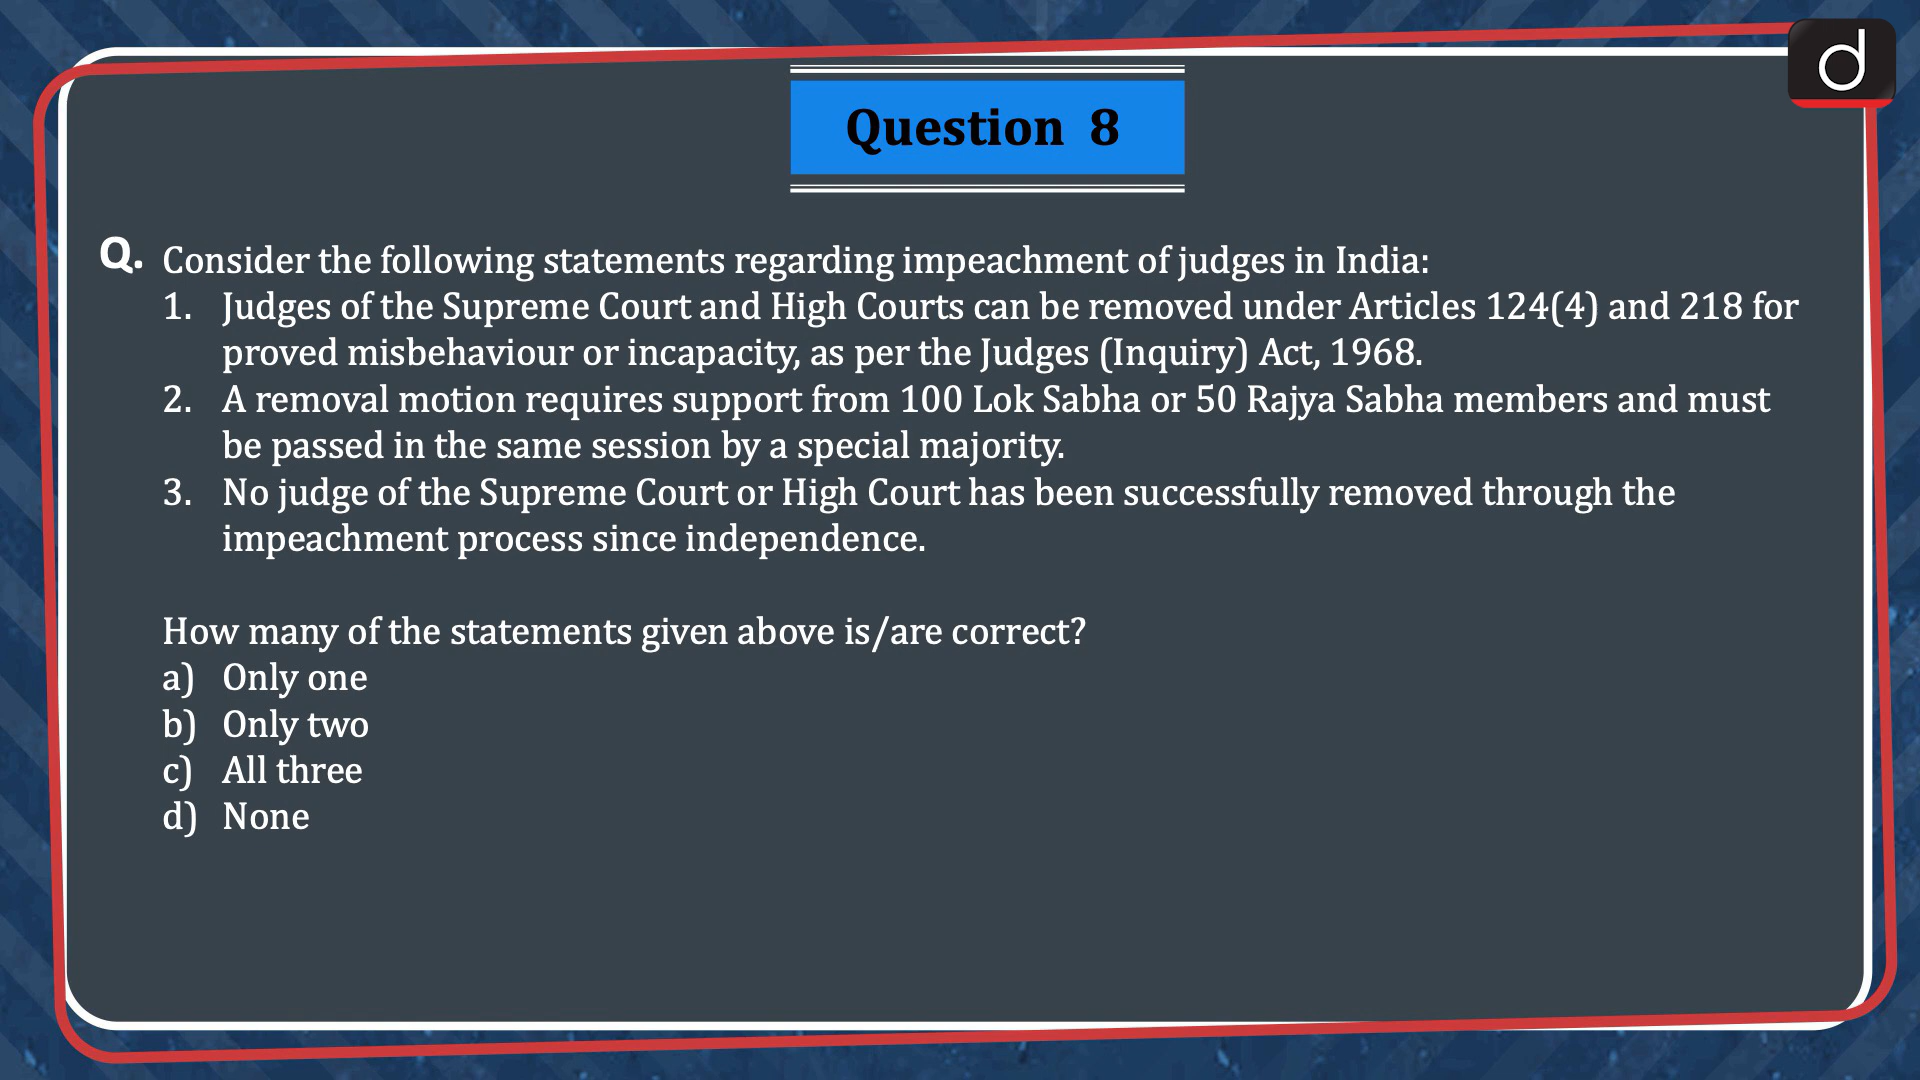 d
Question 8
Q. Consider the following statements regarding impeachment of judges in India:
1. Judges of the Supreme Court and High Courts can be removed under Articles 124(4) and 218 for
proved misbehaviour or incapacity, as per the Judges (Inquiry) Act, 1968.
2. A removal motion requires support from 100 Lok Sabha or 50 Rajya Sabha members and must
be passed in the same session by a special majority.
3. No judge of the Supreme Court or High Court has been successfully removed through the
impeachment process since independence.
How many of the statements given above is/are correct?
a) Only one
b) Only two
c) All three
d) None